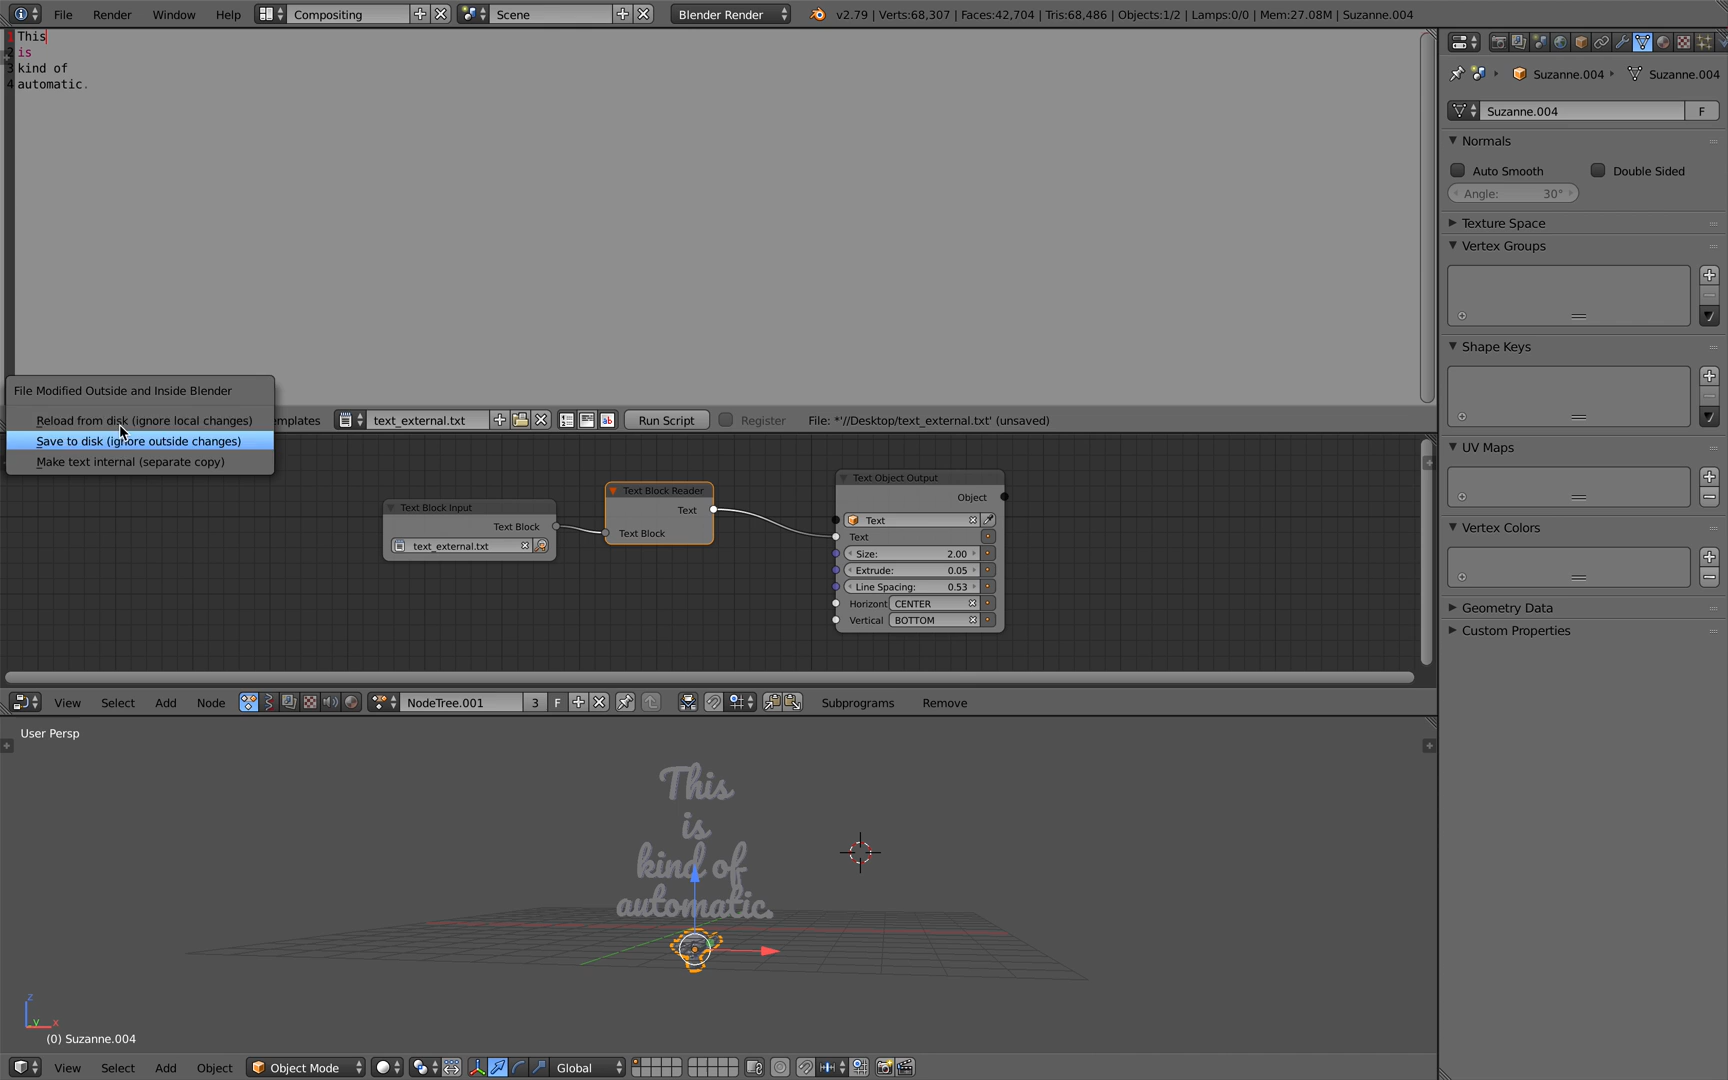 File Render Window Help Compositing Scene Blender Render v2.79 | Verts:68,307 | Faces:42,704 | Tris:68,486 | Objects:1/2 | Lamps:0/0 | Mem:27.08M | Suzanne.004
1 This
2 is
3 kind of
4 automatic.
File Modified Outside and Inside Blender
Reload from disk (ignore local changes)
Save to disk (ignore outside changes)
Make text internal (separate copy)
mplates text_external.txt Run Script Register File: *'//Desktop/text_external.txt' (unsaved)
Text Block Input
Text Block
text_external.txt
Text Block Reader
Text
Text Block
Text Object Output
Object
Text
Text
Size: 2.00
Extrude: 0.05
Line Spacing: 0.53
Horizont CENTER
Vertical BOTTOM
View Select Add Node NodeTree.001 3 F Subprograms Remove
User Persp
This
is
kind of
automatic.
z
y x
(0) Suzanne.004
View Select Add Object Object Mode Global
Suzanne.004 Suzanne.004
Suzanne.004 F
Normals
Auto Smooth Double Sided
Angle: 30°
Texture Space
Vertex Groups
Shape Keys
UV Maps
Vertex Colors
Geometry Data
Custom Properties